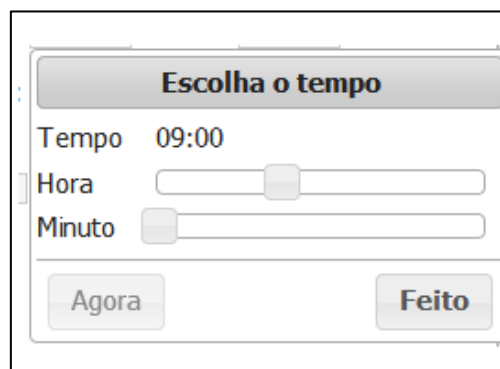 Escolha o tempo
Tempo 09:00
Hora
Minuto
Agora Feito